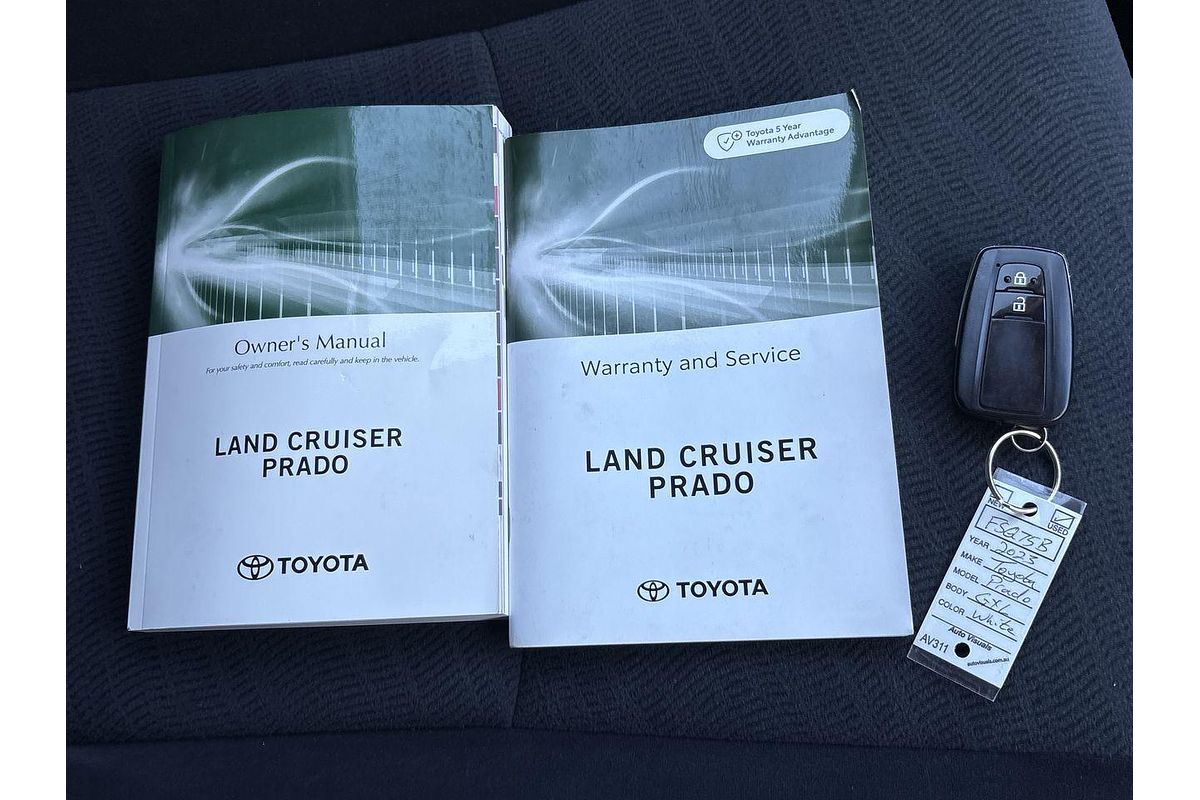 Owner's Manual
For your safety and comfort, read carefully and keep in the vehicle.
LAND CRUISER
PRADO
TOYOTA
Toyota 5 Year
Warranty Advantage
Warranty and Service
LAND CRUISER
PRADO
TOYOTA
NEW
USED
FSQ75B
YEAR 2023
MAKE Toyota
MODEL Prado
BODY GXL
COLOR White
Auto Visuals
AV311
autovisuals.com.au